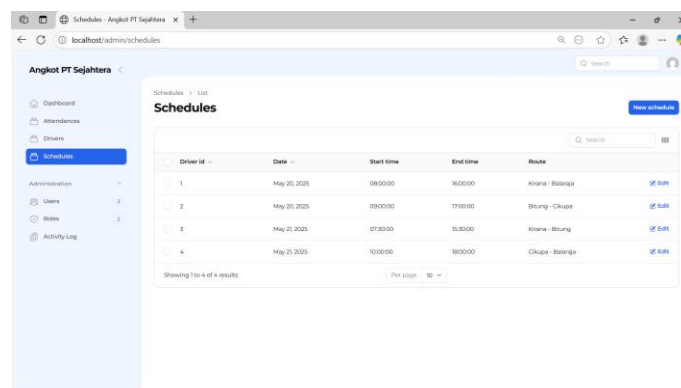 Schedules - Angkot PT Sejahtera
localhost/admin/schedules
Angkot PT Sejahtera
Search
Dashboard
Attendances
Drivers
Schedules
Administration
Users 2
Roles 2
Activity Log
Schedules > List
Schedules
New schedule
Search
Driver id Date Start time End time Route
1 May 20, 2025 08:00:00 16:00:00 Kirana - Balaraja Edit
2 May 20, 2025 09:00:00 17:00:00 Bitung - Cikupa Edit
3 May 21, 2025 07:30:00 15:30:00 Kirana - Bitung Edit
4 May 21, 2025 10:00:00 18:00:00 Cikupa - Balaraja Edit
Showing 1 to 4 of 4 results Per page 10